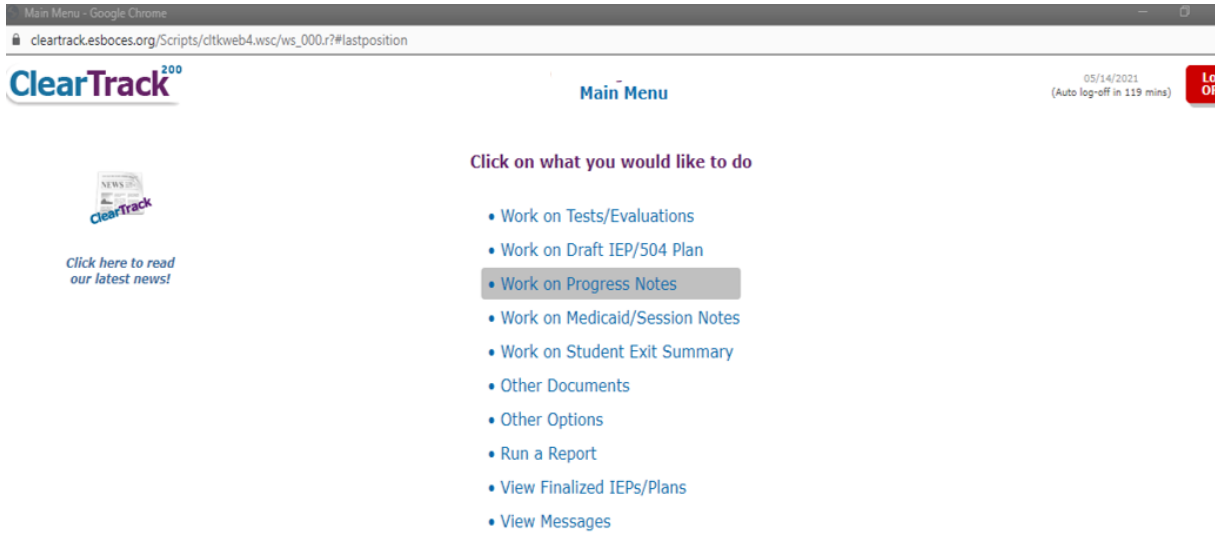 Main Menu - Google Chrome
cleartrack.esboces.org/Scripts/cltkweb4.wsc/ws_000.r?#lastposition
ClearTrack200
Main Menu
05/14/2021
(Auto log-off in 119 mins)
Click on what you would like to do
NEWS
ClearTrack
Click here to read
our latest news!
• Work on Tests/Evaluations
• Work on Draft IEP/504 Plan
• Work on Progress Notes
• Work on Medicaid/Session Notes
• Work on Student Exit Summary
• Other Documents
• Other Options
• Run a Report
• View Finalized IEPs/Plans
• View Messages